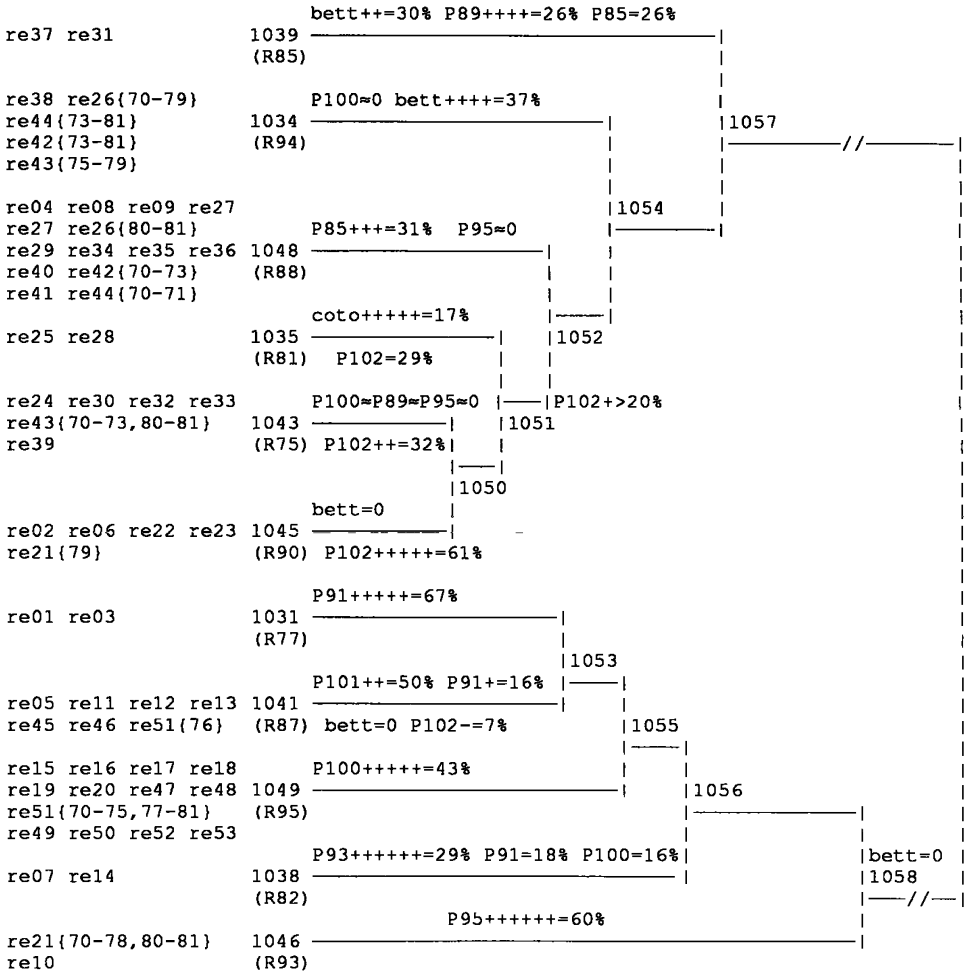 bett++=30% P89++++=26% P85=26%
re37 re31 1039
(R85)
re38 re26{70-79} P100≈0 bett++++=37%
re44{73-81} 1034 1057
re42{73-81} (R94)
re43{75-79}
re04 re08 re09 re27 1054
re27 re26{80-81} P85+++=31% P95≈0
re29 re34 re35 re36 1048
re40 re42{70-73} (R88)
re41 re44{70-71}
coto+++++=17%
re25 re28 1035 1052
(R81) P102=29%
re24 re30 re32 re33 P100≈P89≈P95≈0 P102+>20%
re43{70-73,80-81} 1043 1051
re39 (R75) P102++=32%
1050
bett=0
re02 re06 re22 re23 1045
re21{79} (R90) P102+++++=61%
P91+++++=67%
re01 re03 1031
(R77)
1053
P101++=50% P91+=16%
re05 re11 re12 re13 1041
re45 re46 re51{76} (R87) bett=0 P102-=7% 1055
re15 re16 re17 re18 P100+++++=43%
re19 re20 re47 re48 1049 1056
re51{70-75,77-81} (R95)
re49 re50 re52 re53
P93++++++=29% P91=18% P100=16% bett=0
re07 re14 1038 1058
(R82)
P95++++++=60%
re21{70-78,80-81} 1046
re10 (R93)